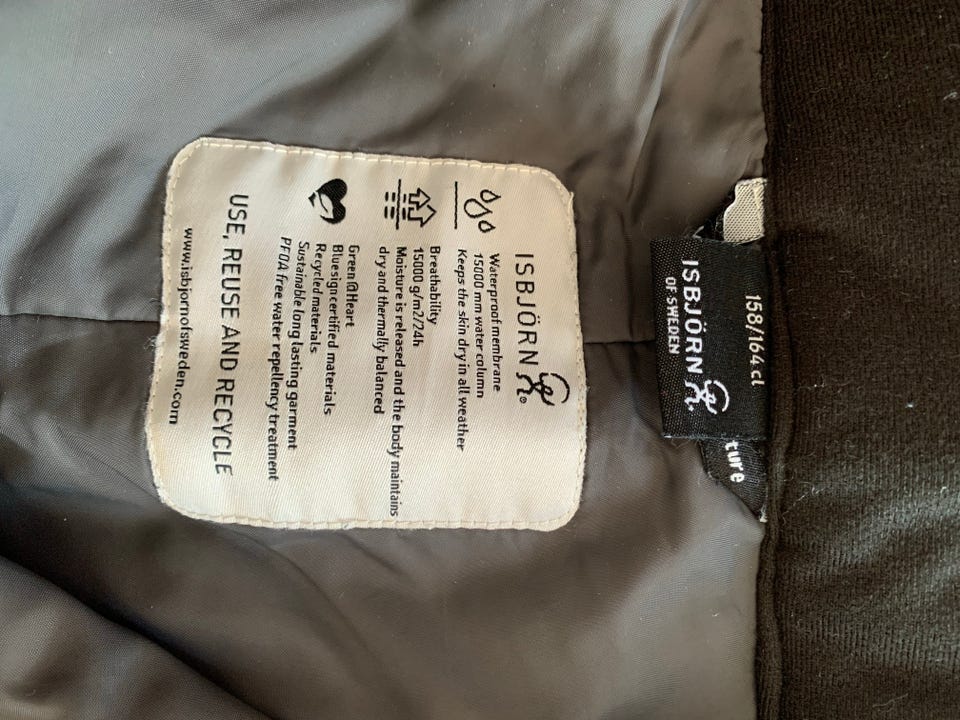 158/164 cl
ISBJÖRN
OF SWEDEN
ture
ISBJÖRN ®
Waterproof membrane
15000 mm water column
Keeps the skin dry in all weather
Breathability
15000 g/m2/24h
Moisture is released and the body maintains
dry and thermally balanced
Green@Heart
Bluesign certified materials
Recycled materials
Sustainable long lasting garment
PFOA free water repellency treatment
USE, REUSE AND RECYCLE
www.isbjornofsweden.com